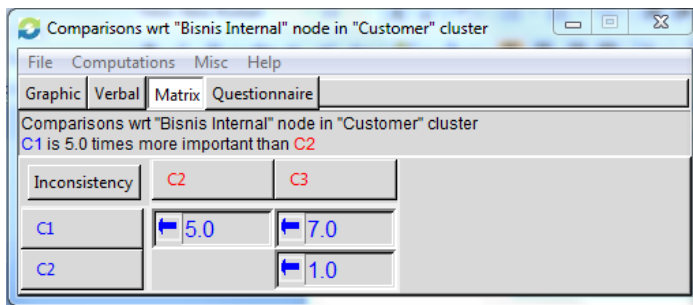 Comparisons wrt "Bisnis Internal" node in "Customer" cluster
File Computations Misc Help
Graphic Verbal Matrix Questionnaire
Comparisons wrt "Bisnis Internal" node in "Customer" cluster
C1 is 5.0 times more important than C2
Inconsistency C2 C3
C1 5.0 7.0
C2 1.0